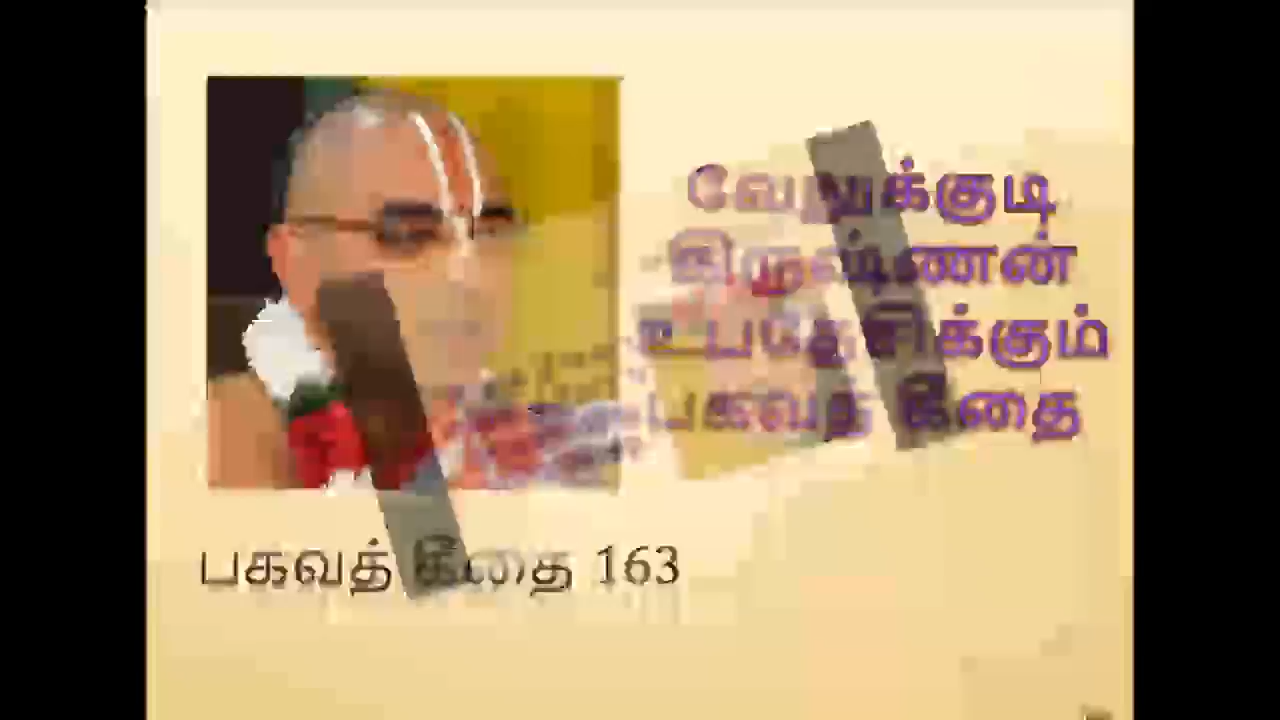 வேளுக்குடி
கிருஷ்ணன்
உபதேசிக்கும்
பகவத் கீதை
பகவத் கீதை 163